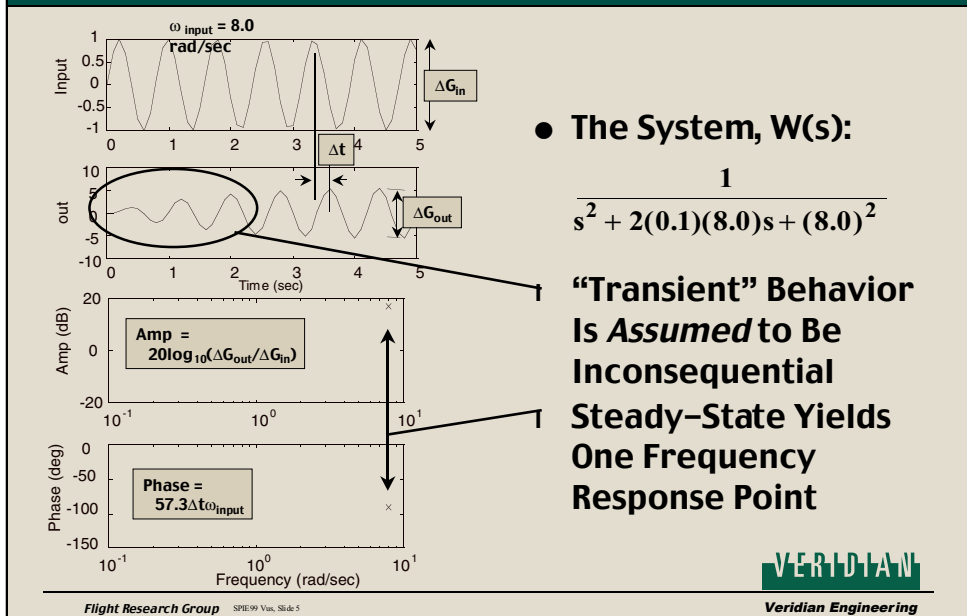 ω input = 8.0
rad/sec
1
0.5
0
-0.5
-1
Input
0 1 2 3 4 5
ΔGin
Δt
10
5
0
-5
-10
out
0 1 2 3 4 5
Time (sec)
ΔGout
20
0
-20
Amp (dB)
Amp =
20log10(ΔGout/ΔGin)
10-1 100 101
0
-50
-100
-150
Phase (deg)
Phase =
57.3Δtωinput
10-1 100 101
Frequency (rad/sec)
● The System, W(s):
1
s2 + 2(0.1)(8.0)s + (8.0)2
“Transient” Behavior
Is Assumed to Be
Inconsequential
Steady-State Yields
One Frequency
Response Point
VERIDIAN
Flight Research Group SPIE99 Vus, Slide 5
Veridian Engineering